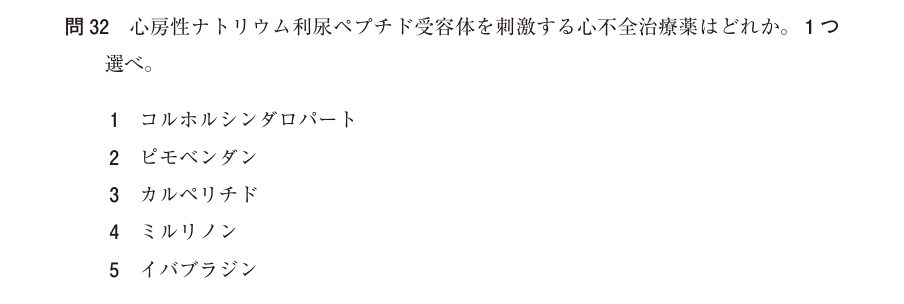 問 32　心房性ナトリウム利尿ペプチド受容体を刺激する心不全治療薬はどれか。1つ
選べ。
1　コルホルシンダロパート
2　ピモベンダン
3　カルペリチド
4　ミルリノン
5　イバブラジン